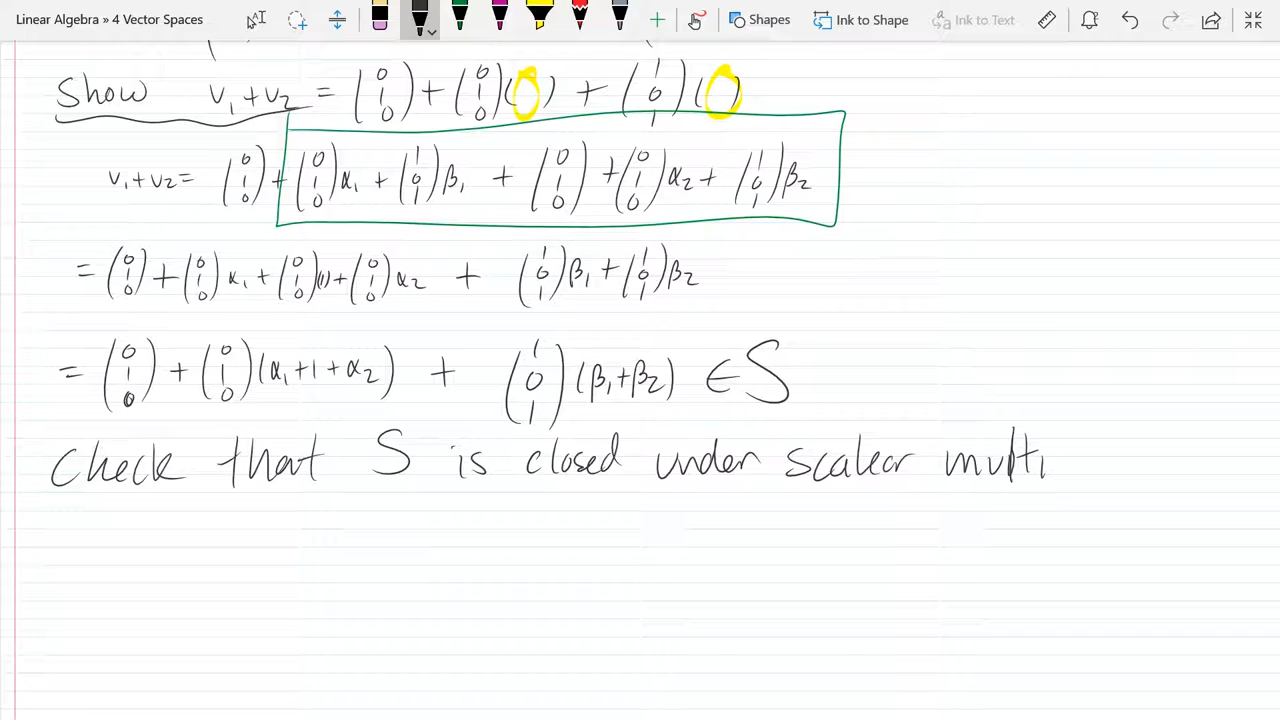 Linear Algebra » 4 Vector Spaces
Shapes
Ink to Shape
Ink to Text
Show v₁+v₂ = (0 1 0) + (0 1 0)( ) + (1 0 1)( )
v₁+v₂ = (0 1 0) + (0 1 0)α₁ + (1 0 1)β₁ + (0 1 0) + (0 1 0)α₂ + (1 0 1)β₂
= (0 1 0) + (0 1 0)α₁ + (0 1 0)(1) + (0 1 0)α₂ + (1 0 1)β₁ + (1 0 1)β₂
= (0 1 0) + (0 1 0)(α₁+1+α₂) + (1 0 1)(β₁+β₂) ∈ S
Check that S is closed under scalar multi